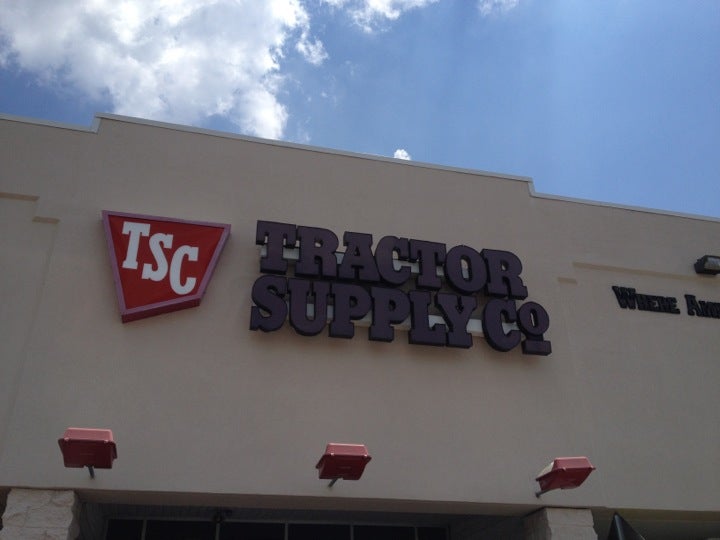 TSC
TRACTOR
SUPPLY CO
WHERE